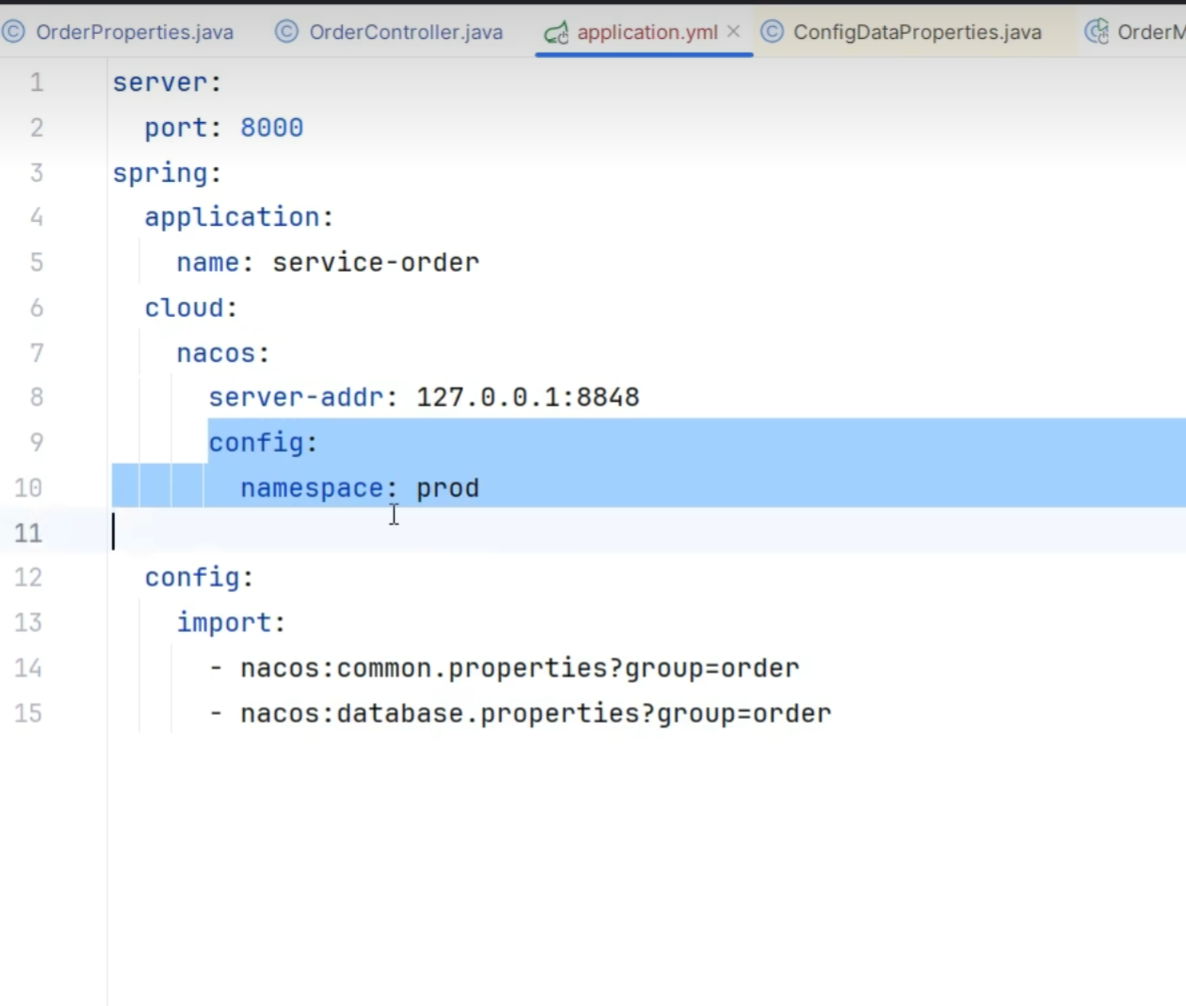 OrderProperties.java OrderController.java application.yml ConfigDataProperties.java OrderM
1 server:
2 port: 8000
3 spring:
4 application:
5 name: service-order
6 cloud:
7 nacos:
8 server-addr: 127.0.0.1:8848
9 config:
10 namespace: prod
11
12 config:
13 import:
14 - nacos:common.properties?group=order
15 - nacos:database.properties?group=order